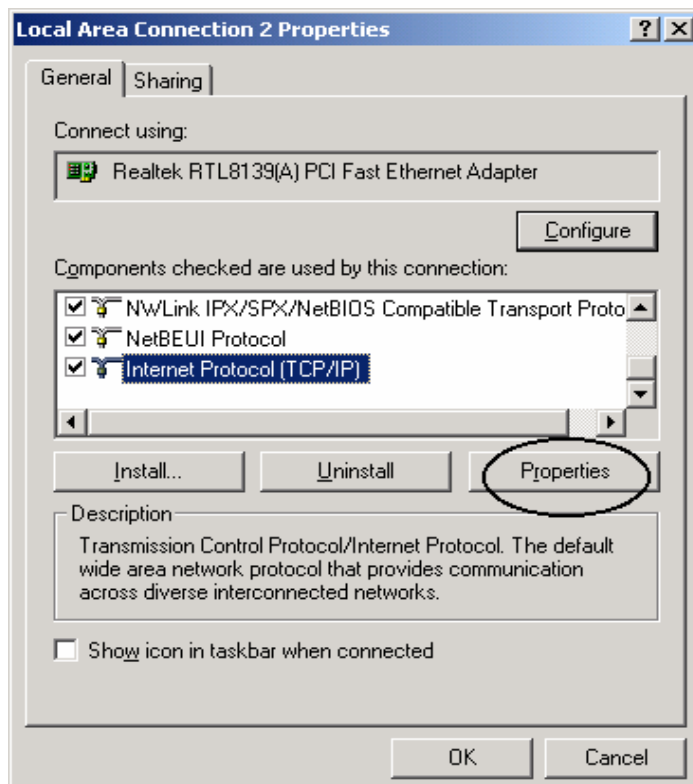 Local Area Connection 2 Properties
General
Sharing
Connect using:
Realtek RTL8139(A) PCI Fast Ethernet Adapter
Configure
Components checked are used by this connection:
NWLink IPX/SPX/NetBIOS Compatible Transport Proto
NetBEUI Protocol
Internet Protocol (TCP/IP)
Install... Uninstall Properties
Description
Transmission Control Protocol/Internet Protocol. The default
wide area network protocol that provides communication
across diverse interconnected networks.
Show icon in taskbar when connected
OK Cancel